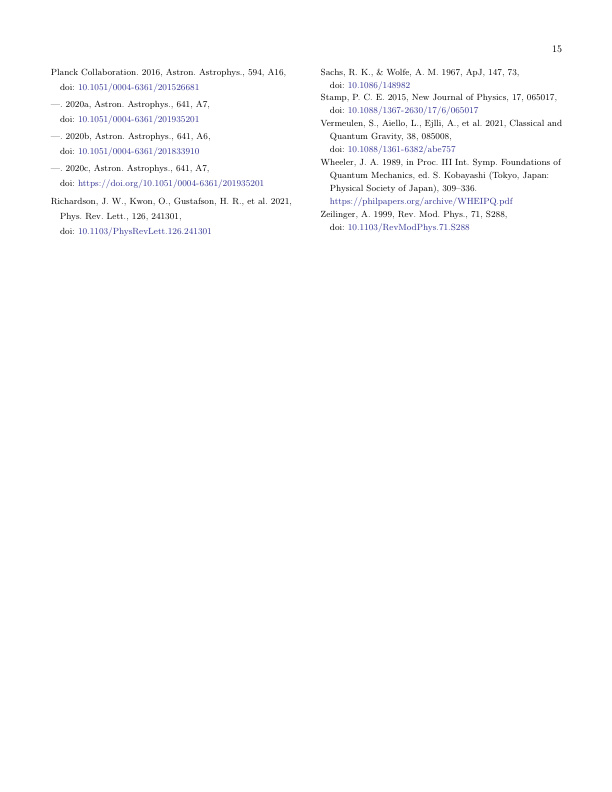 15
Planck Collaboration. 2016, Astron. Astrophys., 594, A16,
doi: 10.1051/0004-6361/201526681
—. 2020a, Astron. Astrophys., 641, A7,
doi: 10.1051/0004-6361/201935201
—. 2020b, Astron. Astrophys., 641, A6,
doi: 10.1051/0004-6361/201833910
—. 2020c, Astron. Astrophys., 641, A7,
doi: https://doi.org/10.1051/0004-6361/201935201
Richardson, J. W., Kwon, O., Gustafson, H. R., et al. 2021,
Phys. Rev. Lett., 126, 241301,
doi: 10.1103/PhysRevLett.126.241301
Sachs, R. K., & Wolfe, A. M. 1967, ApJ, 147, 73,
doi: 10.1086/148982
Stamp, P. C. E. 2015, New Journal of Physics, 17, 065017,
doi: 10.1088/1367-2630/17/6/065017
Vermeulen, S., Aiello, L., Ejlli, A., et al. 2021, Classical and
Quantum Gravity, 38, 085008,
doi: 10.1088/1361-6382/abe757
Wheeler, J. A. 1989, in Proc. III Int. Symp. Foundations of
Quantum Mechanics, ed. S. Kobayashi (Tokyo, Japan:
Physical Society of Japan), 309–336.
https://philpapers.org/archive/WHEIPQ.pdf
Zeilinger, A. 1999, Rev. Mod. Phys., 71, S288,
doi: 10.1103/RevModPhys.71.S288